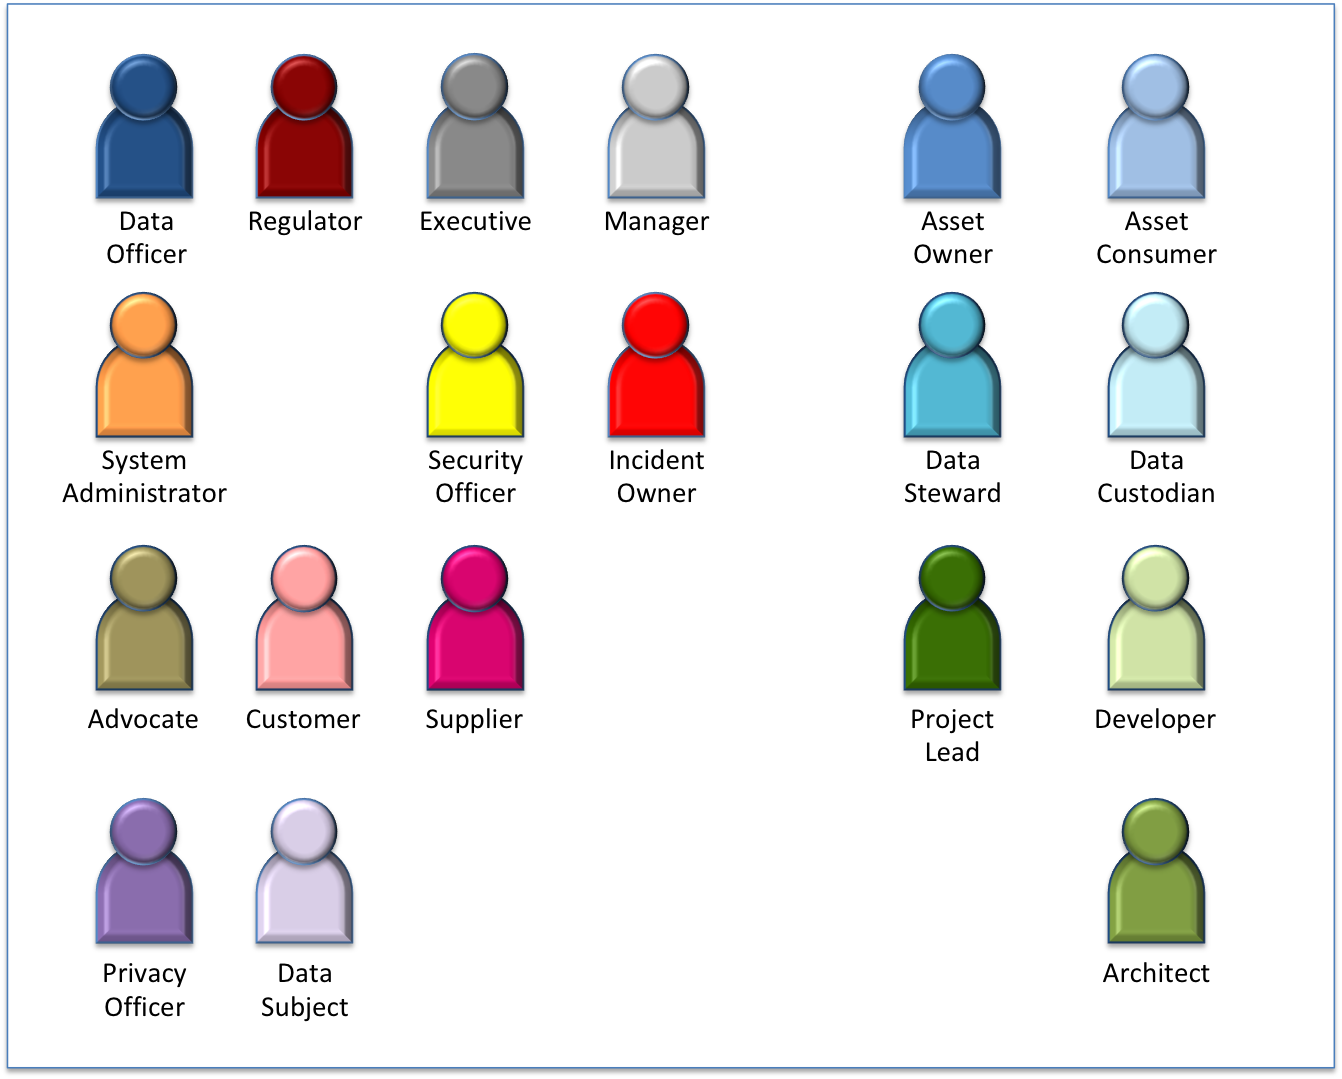 Data
Officer
Regulator
Executive
Manager
Asset
Owner
Asset
Consumer
System
Administrator
Security
Officer
Incident
Owner
Data
Steward
Data
Custodian
Advocate
Customer
Supplier
Project
Lead
Developer
Privacy
Officer
Data
Subject
Architect